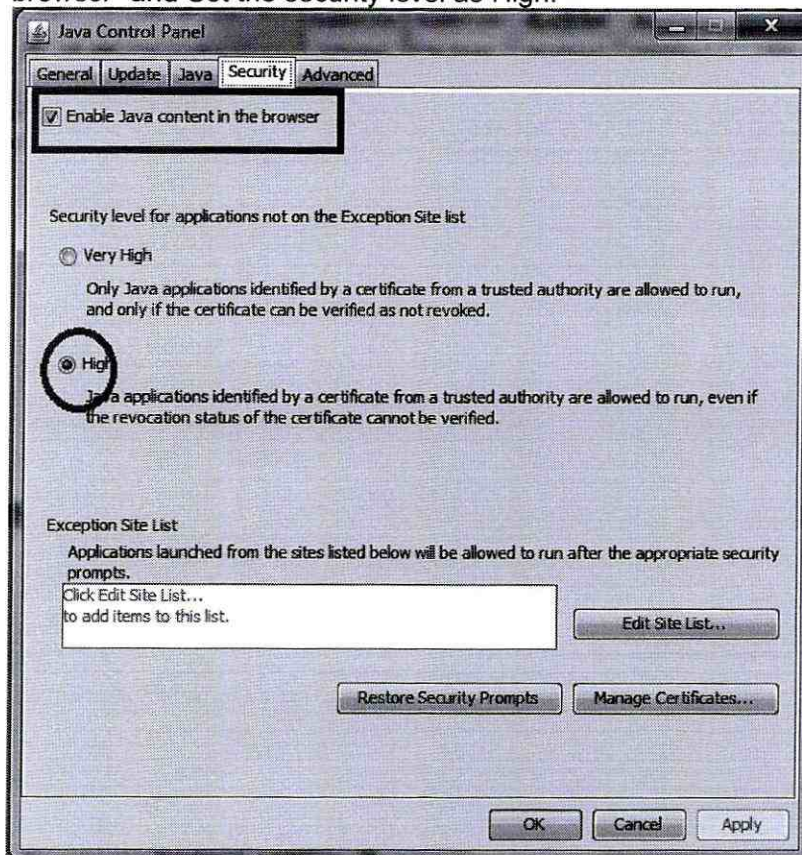 browser" and Set the security level as High.
Java Control Panel
General Update Java Security Advanced
Enable Java content in the browser
Security level for applications not on the Exception Site list
Very High
Only Java applications identified by a certificate from a trusted authority are allowed to run,
and only if the certificate can be verified as not revoked.
High
Java applications identified by a certificate from a trusted authority are allowed to run, even if
the revocation status of the certificate cannot be verified.
Exception Site List
Applications launched from the sites listed below will be allowed to run after the appropriate security
prompts.
Click Edit Site List...
to add items to this list.
Edit Site List...
Restore Security Prompts Manage Certificates...
OK Cancel Apply